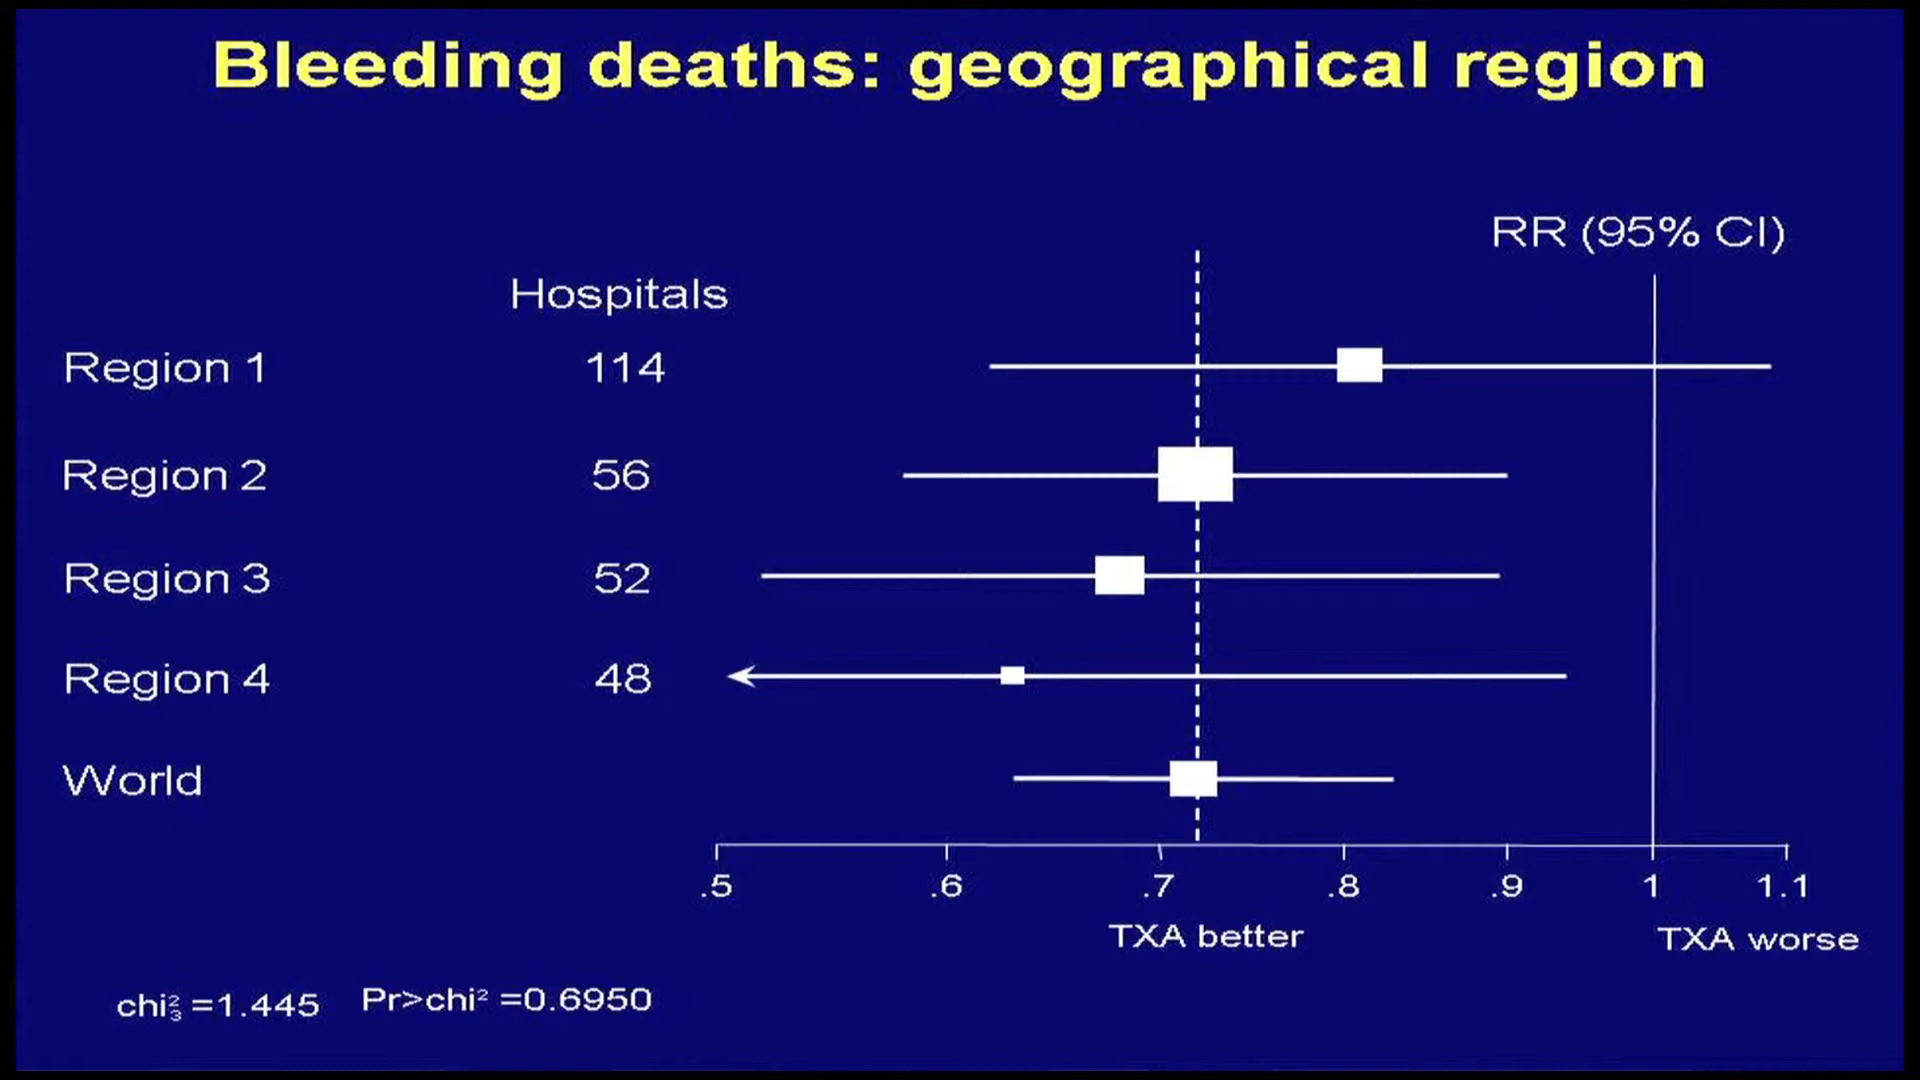 Bleeding deaths: geographical region
RR (95% CI)
Hospitals
Region 1 114
Region 2 56
Region 3 52
Region 4 48
World
.5 .6 .7 .8 .9 1 1.1
TXA better TXA worse
chi²₃ =1.445 Pr>chi² =0.6950